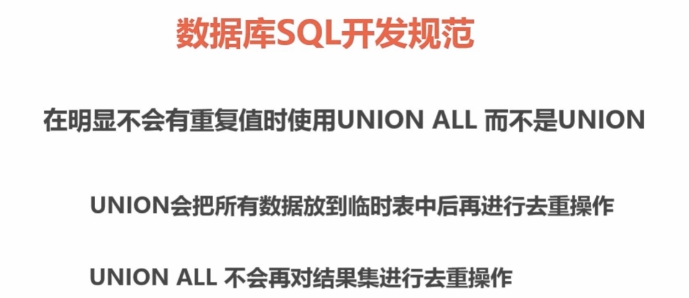 数据库SQL开发规范
在明显不会有重复值时使用UNION ALL 而不是UNION
UNION会把所有数据放到临时表中后再进行去重操作
UNION ALL 不会再对结果集进行去重操作